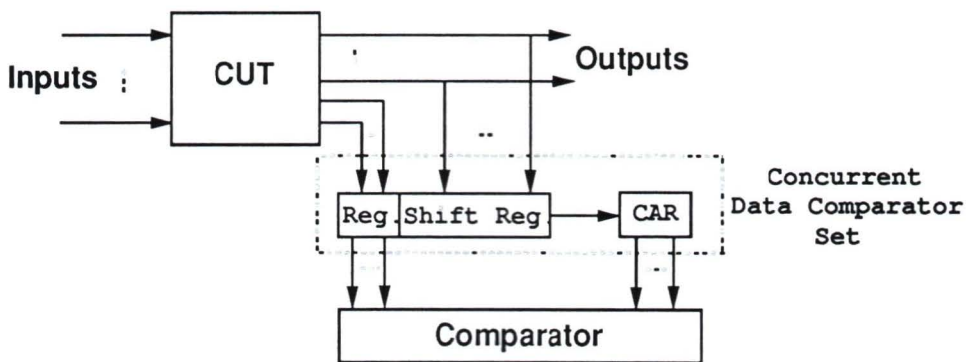 Inputs
CUT
Outputs
Reg.
Shift Reg.
CAR
Concurrent
Data Comparator
Set
Comparator